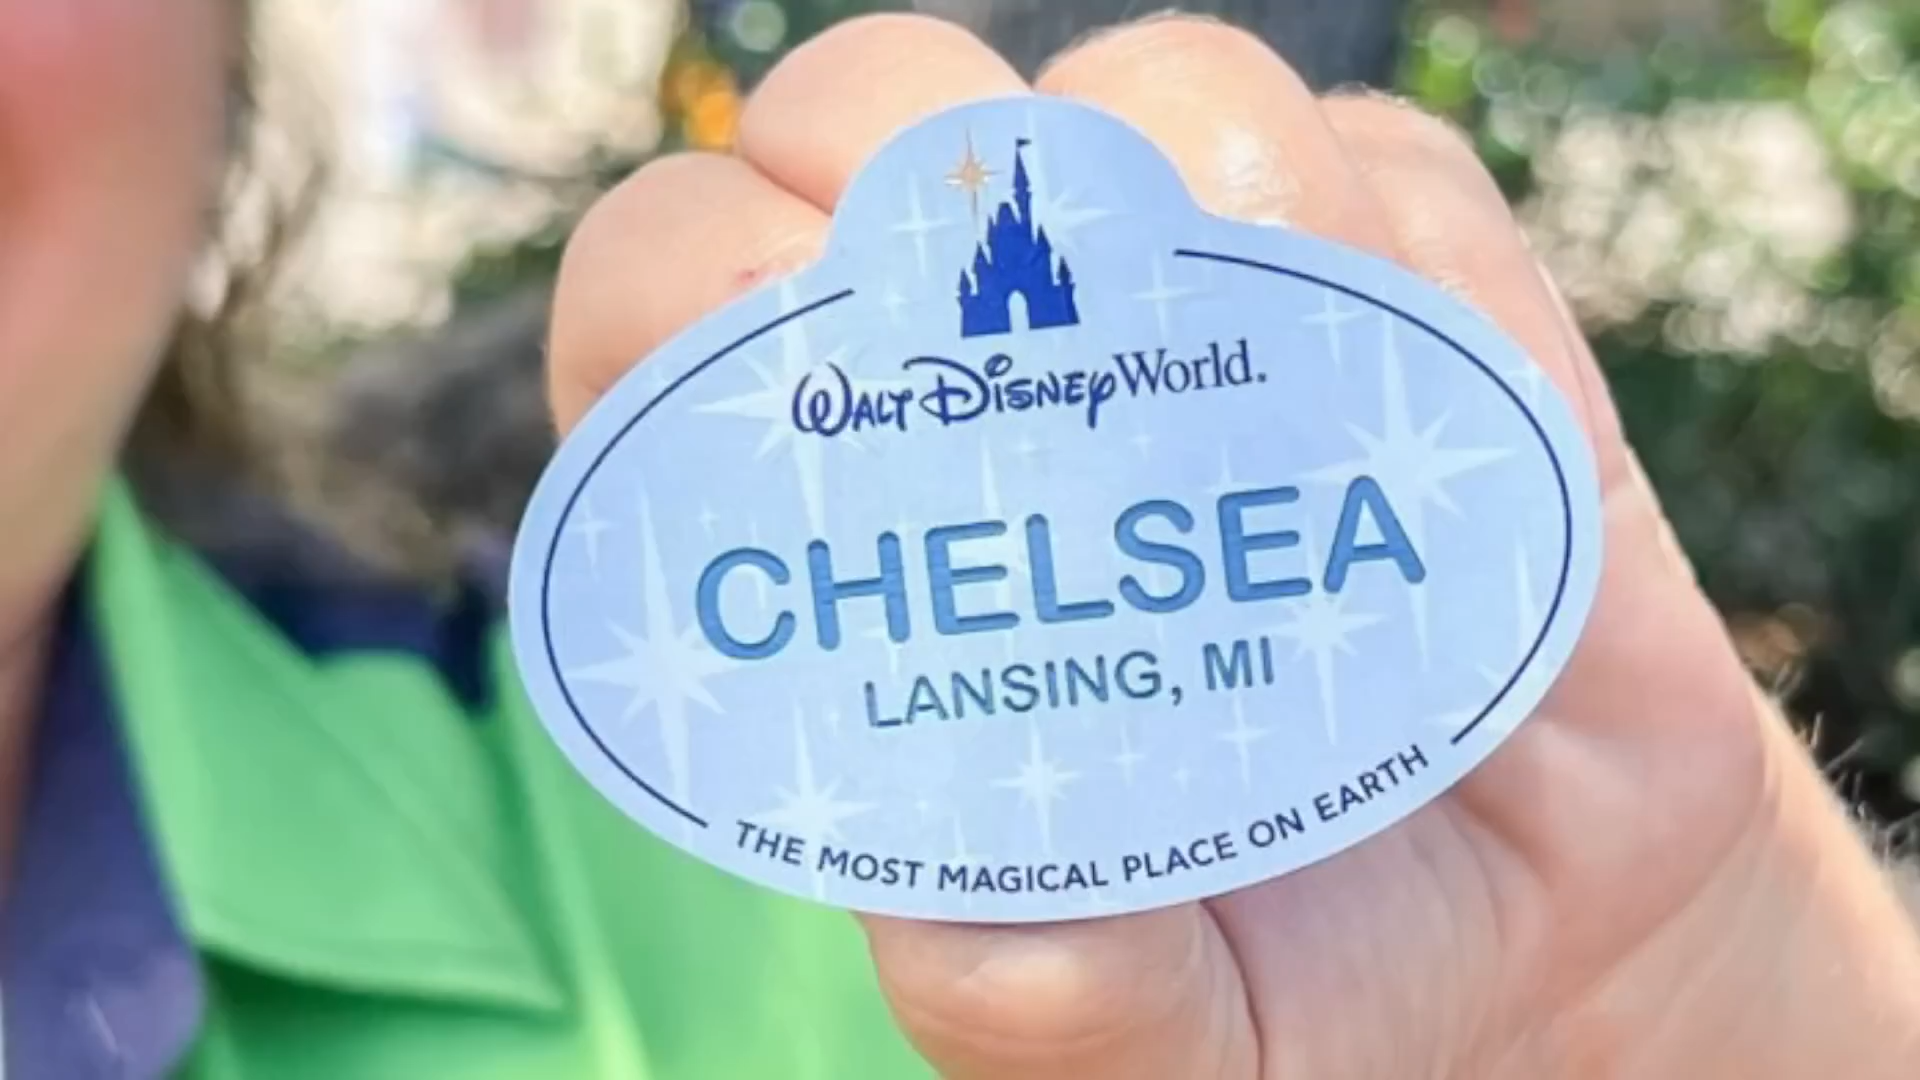 WALT DISNEY World.
CHELSEA
LANSING, MI
THE MOST MAGICAL PLACE ON EARTH